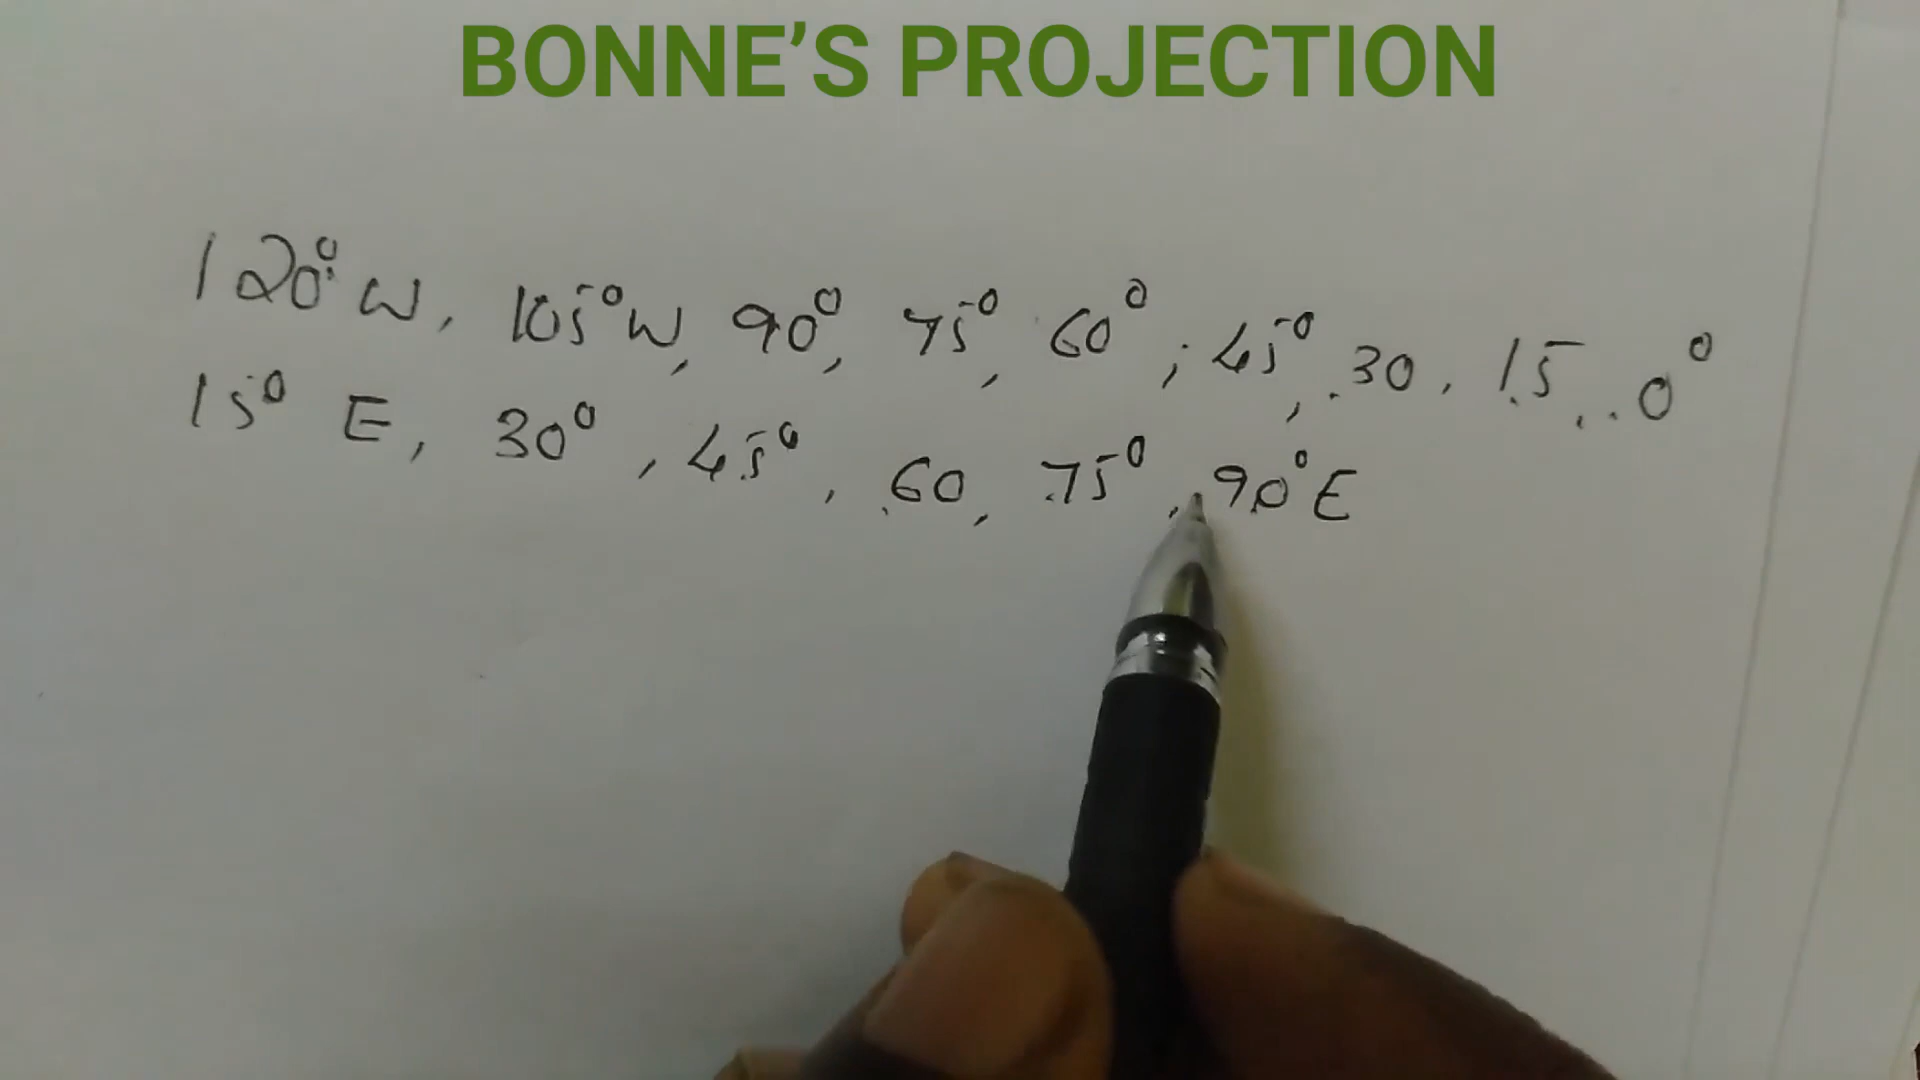 BONNE’S PROJECTION
120° W, 105° W, 90°, 75°, 60°, 45°, 30, 15, 0°
15° E, 30°, 45°, 60, 75°, 90° E